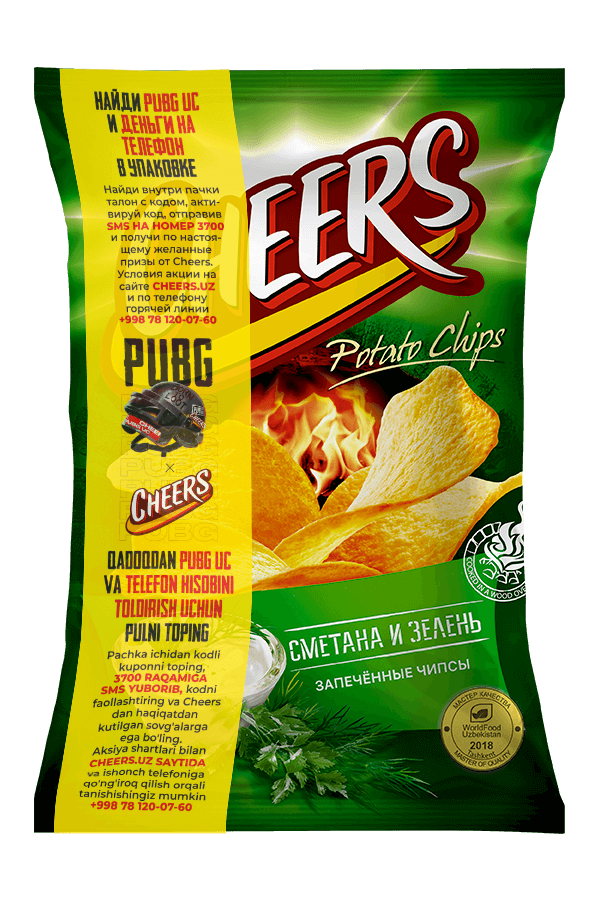 НАЙДИ PUBG UC
И ДЕНЬГИ НА
ТЕЛЕФОН
В УПАКОВКЕ
Найди внутри пачки
талон с кодом, акти-
вируй код, отправив
SMS НА НОМЕР 3700
и получи по настоя-
щему желанные
призы от Cheers.
Условия акции на
сайте CHEERS.UZ
и по телефону
горячей линии
+998 78 120-07-60
PUBG
×
CHEERS
QADOQDAN PUBG UC
VA TELEFON HISOBINI
TOLDIRISH UCHUN
PULNI TOPING
Pachka ichidan kodli
kuponni toping,
3700 RAQAMIGA
SMS YUBORIB, kodni
faollashtiring va Cheers
dan haqiqatdan
kutilgan sovg'alarga
ega bo'ling.
Aksiya shartlari bilan
CHEERS.UZ SAYTIDA
va ishonch telefoniga
qo'ng'iroq qilish orqali
tanishishingiz mumkin
+998 78 120-07-60
CHEERS
Potato Chips
COOKED IN A WOOD
СМЕТАНА И ЗЕЛЕНЬ
ЗАПЕЧЁННЫЕ ЧИПСЫ
МАСТЕР КАЧЕСТВА
WorldFood
Uzbekistan
2018
Tashkent
MASTER OF QUALITY